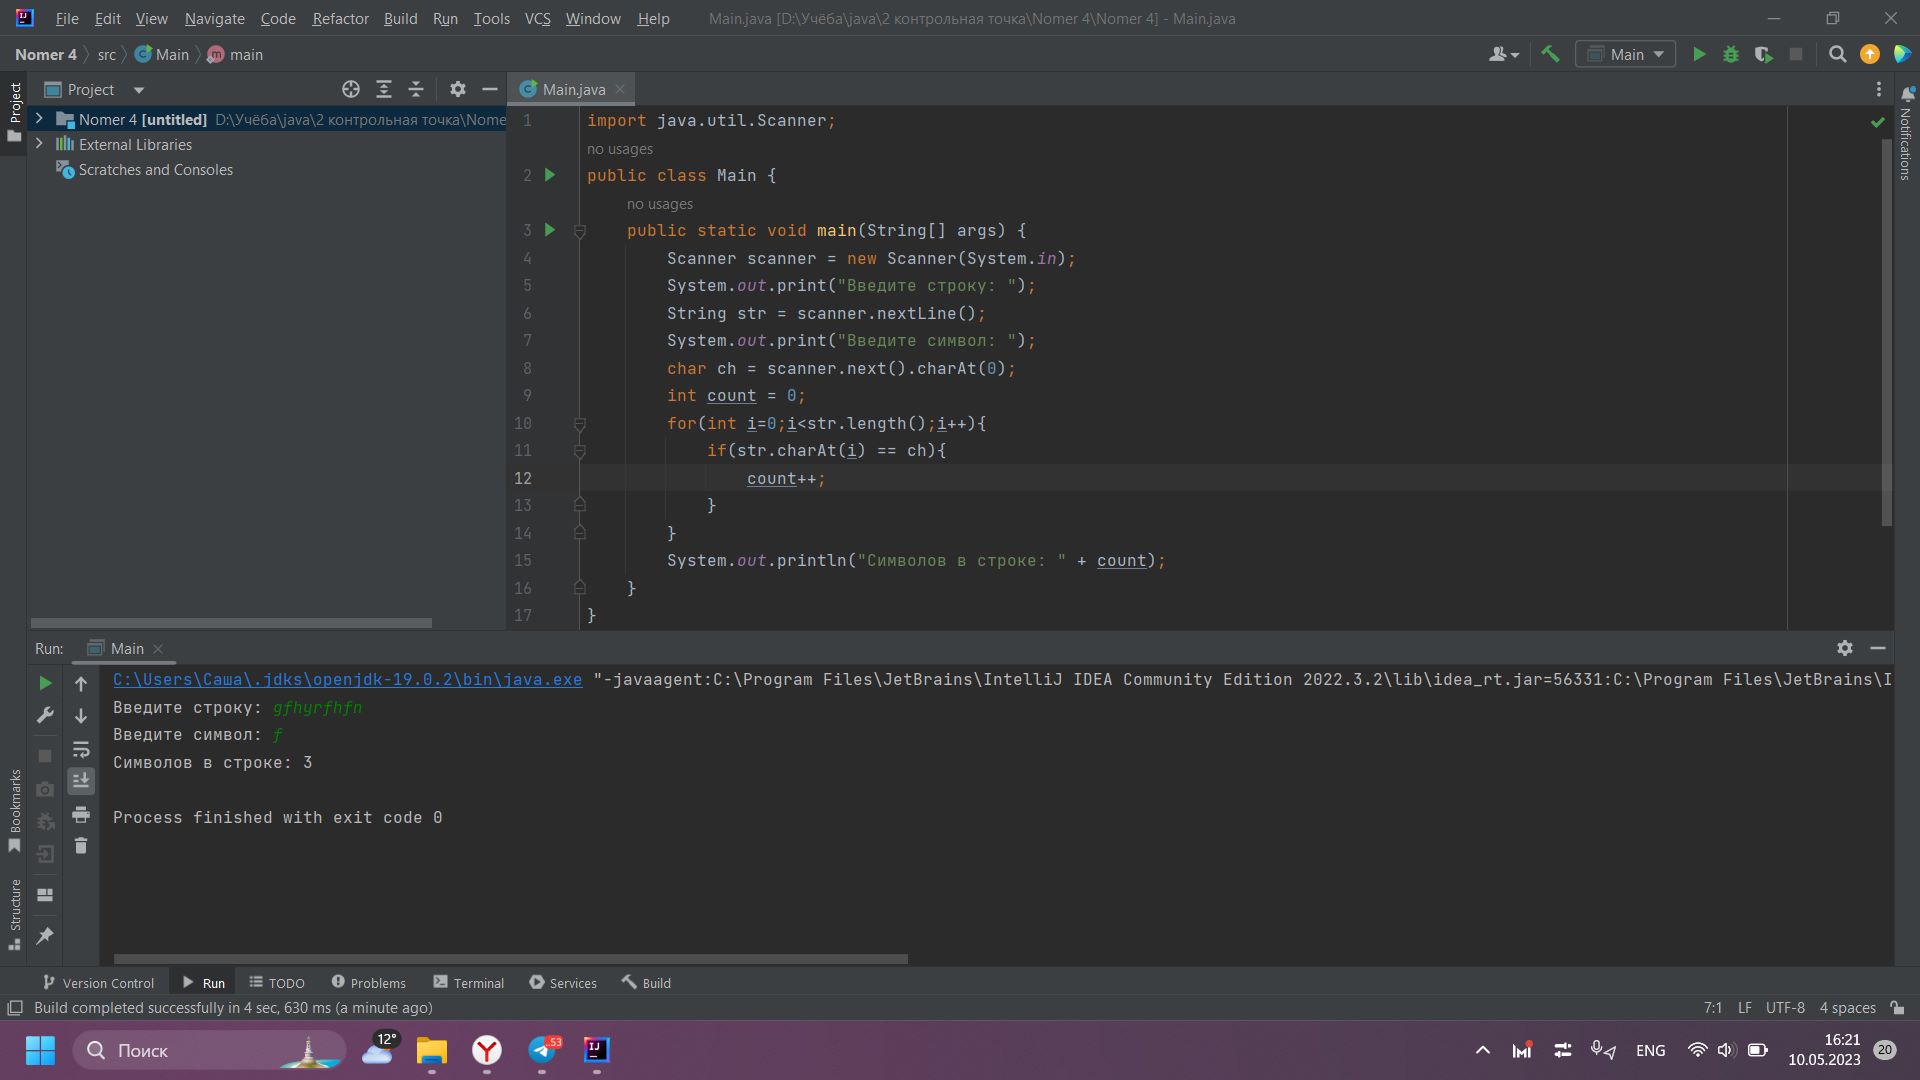 File Edit View Navigate Code Refactor Build Run Tools VCS Window Help Main.java [D:\Учёба\java\2 контрольная точка\Nomer 4\Nomer 4] - Main.java
Nomer 4 src Main main Main
Project Project Main.java
Nomer 4 [untitled] D:\Учёба\java\2 контрольная точка\Nome
External Libraries
Scratches and Consoles
Notifications
1 import java.util.Scanner;
no usages
2 public class Main {
no usages
3 public static void main(String[] args) {
4 Scanner scanner = new Scanner(System.in);
5 System.out.print("Введите строку: ");
6 String str = scanner.nextLine();
7 System.out.print("Введите символ: ");
8 char ch = scanner.next().charAt(0);
9 int count = 0;
10 for(int i=0;i<str.length();i++){
11 if(str.charAt(i) == ch){
12 count++;
13 }
14 }
15 System.out.println("Символов в строке: " + count);
16 }
17 }
Run: Main
C:\Users\Саша\.jdks\openjdk-19.0.2\bin\java.exe "-javaagent:C:\Program Files\JetBrains\IntelliJ IDEA Community Edition 2022.3.2\lib\idea_rt.jar=56331:C:\Program Files\JetBrains\I
Введите строку: gfhyrfhfn
Введите символ: f
Символов в строке: 3
Process finished with exit code 0
Bookmarks
Structure
Version Control Run TODO Problems Terminal Services Build
Build completed successfully in 4 sec, 630 ms (a minute ago) 7:1 LF UTF-8 4 spaces
Поиск 12° ..53 IJ ENG 16:21 20
10.05.2023